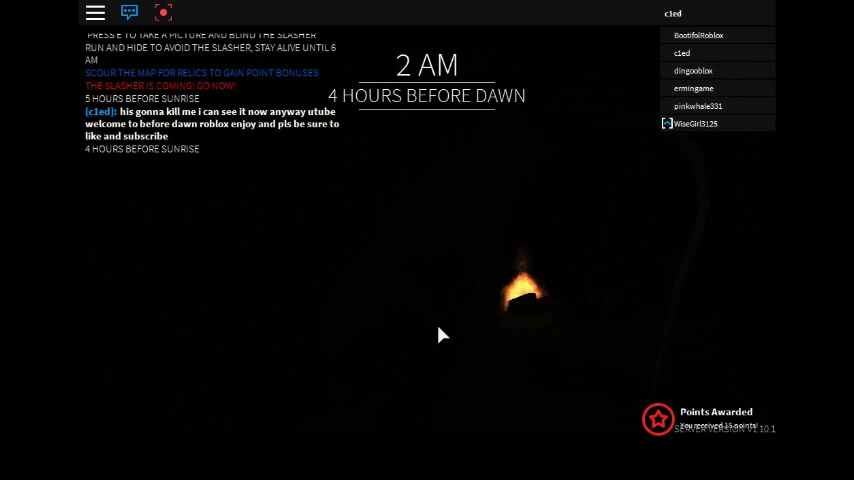 c1ed
PRESS E TO TAKE A PICTURE AND BLIND THE SLASHER
RUN AND HIDE TO AVOID THE SLASHER, STAY ALIVE UNTIL 6
AM
SCOUR THE MAP FOR RELICS TO GAIN POINT BONUSES
THE SLASHER IS COMING! GO NOW!
5 HOURS BEFORE SUNRISE
[c1ed]: his gonna kill me i can see it now anyway utube
welcome to before dawn roblox enjoy and pls be sure to
like and subscribe
4 HOURS BEFORE SUNRISE
2 AM
4 HOURS BEFORE DAWN
BootifolRoblox
c1ed
dingooblox
ermingame
pinkwhale331
WiseGirl3125
Points Awarded
You received 15 points!
SERVER VERSION V1.10.1